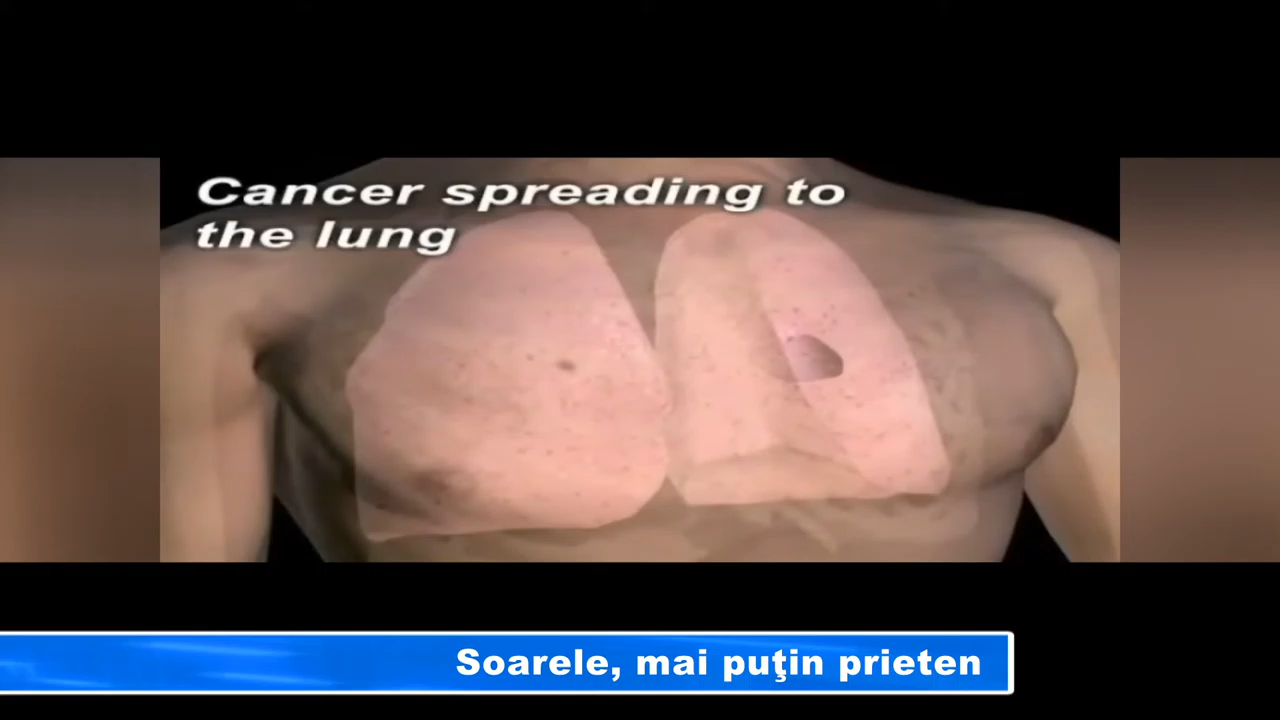 Cancer spreading to
the lung
Soarele, mai puţin prieten